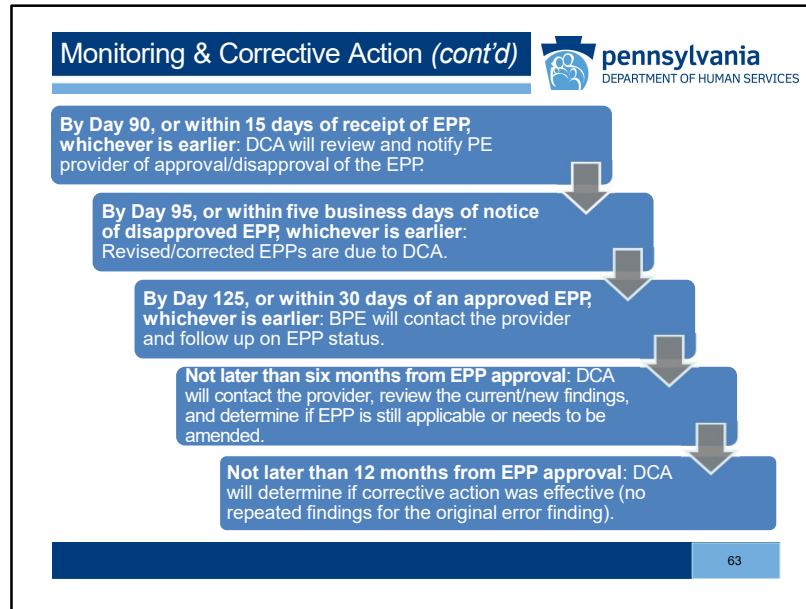 Monitoring & Corrective Action (cont'd)
pennsylvania
DEPARTMENT OF HUMAN SERVICES
By Day 90, or within 15 days of receipt of EPP,
whichever is earlier: DCA will review and notify PE
provider of approval/disapproval of the EPP.
By Day 95, or within five business days of notice
of disapproved EPP, whichever is earlier:
Revised/corrected EPPs are due to DCA.
By Day 125, or within 30 days of an approved EPP,
whichever is earlier: BPE will contact the provider
and follow up on EPP status.
Not later than six months from EPP approval: DCA
will contact the provider, review the current/new findings,
and determine if EPP is still applicable or needs to be
amended.
Not later than 12 months from EPP approval: DCA
will determine if corrective action was effective (no
repeated findings for the original error finding).
63